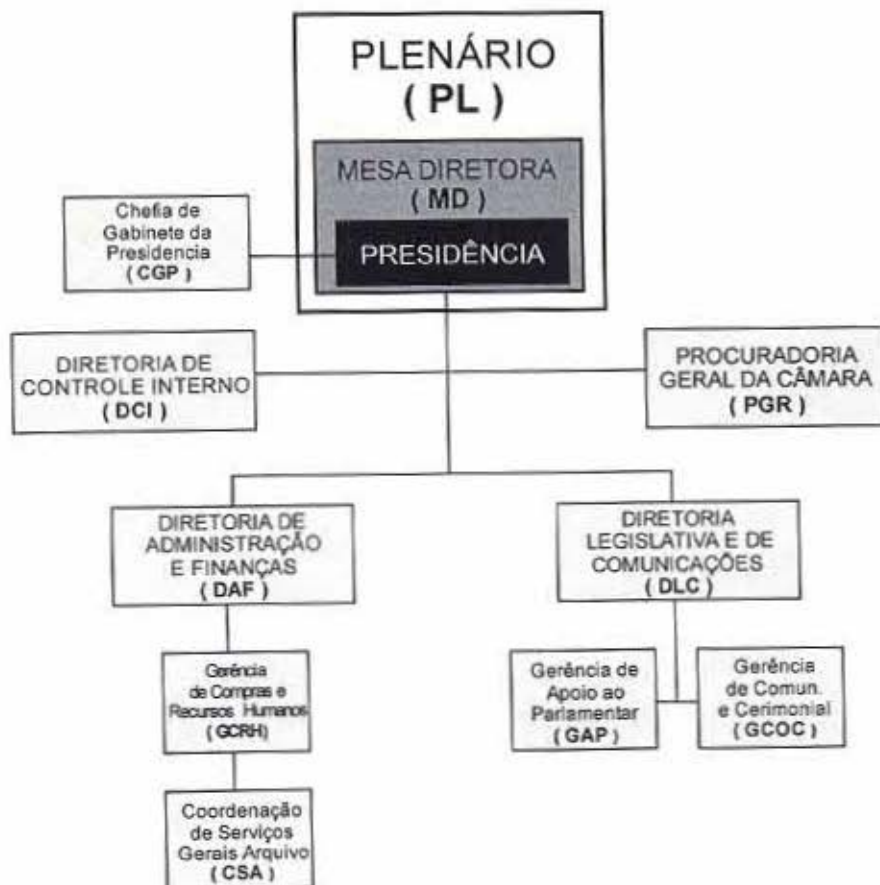 PLENÁRIO
( PL )
MESA DIRETORA
( MD )
PRESIDÊNCIA
Chefia de
Gabinete da
Presidencia
( CGP )
DIRETORIA DE
CONTROLE INTERNO
( DCI )
PROCURADORIA
GERAL DA CÂMARA
( PGR )
DIRETORIA DE
ADMINISTRAÇÃO
E FINANÇAS
( DAF )
DIRETORIA
LEGISLATIVA E DE
COMUNICAÇÕES
( DLC )
Gerência
de Compras e
Recursos Humanos
( GCRH)
Gerência de
Apoio ao
Parlamentar
( GAP )
Gerência
de Comun.
e Cerimonial
( GCOC )
Coordenação
de Serviços
Gerais Arquivo
( CSA )